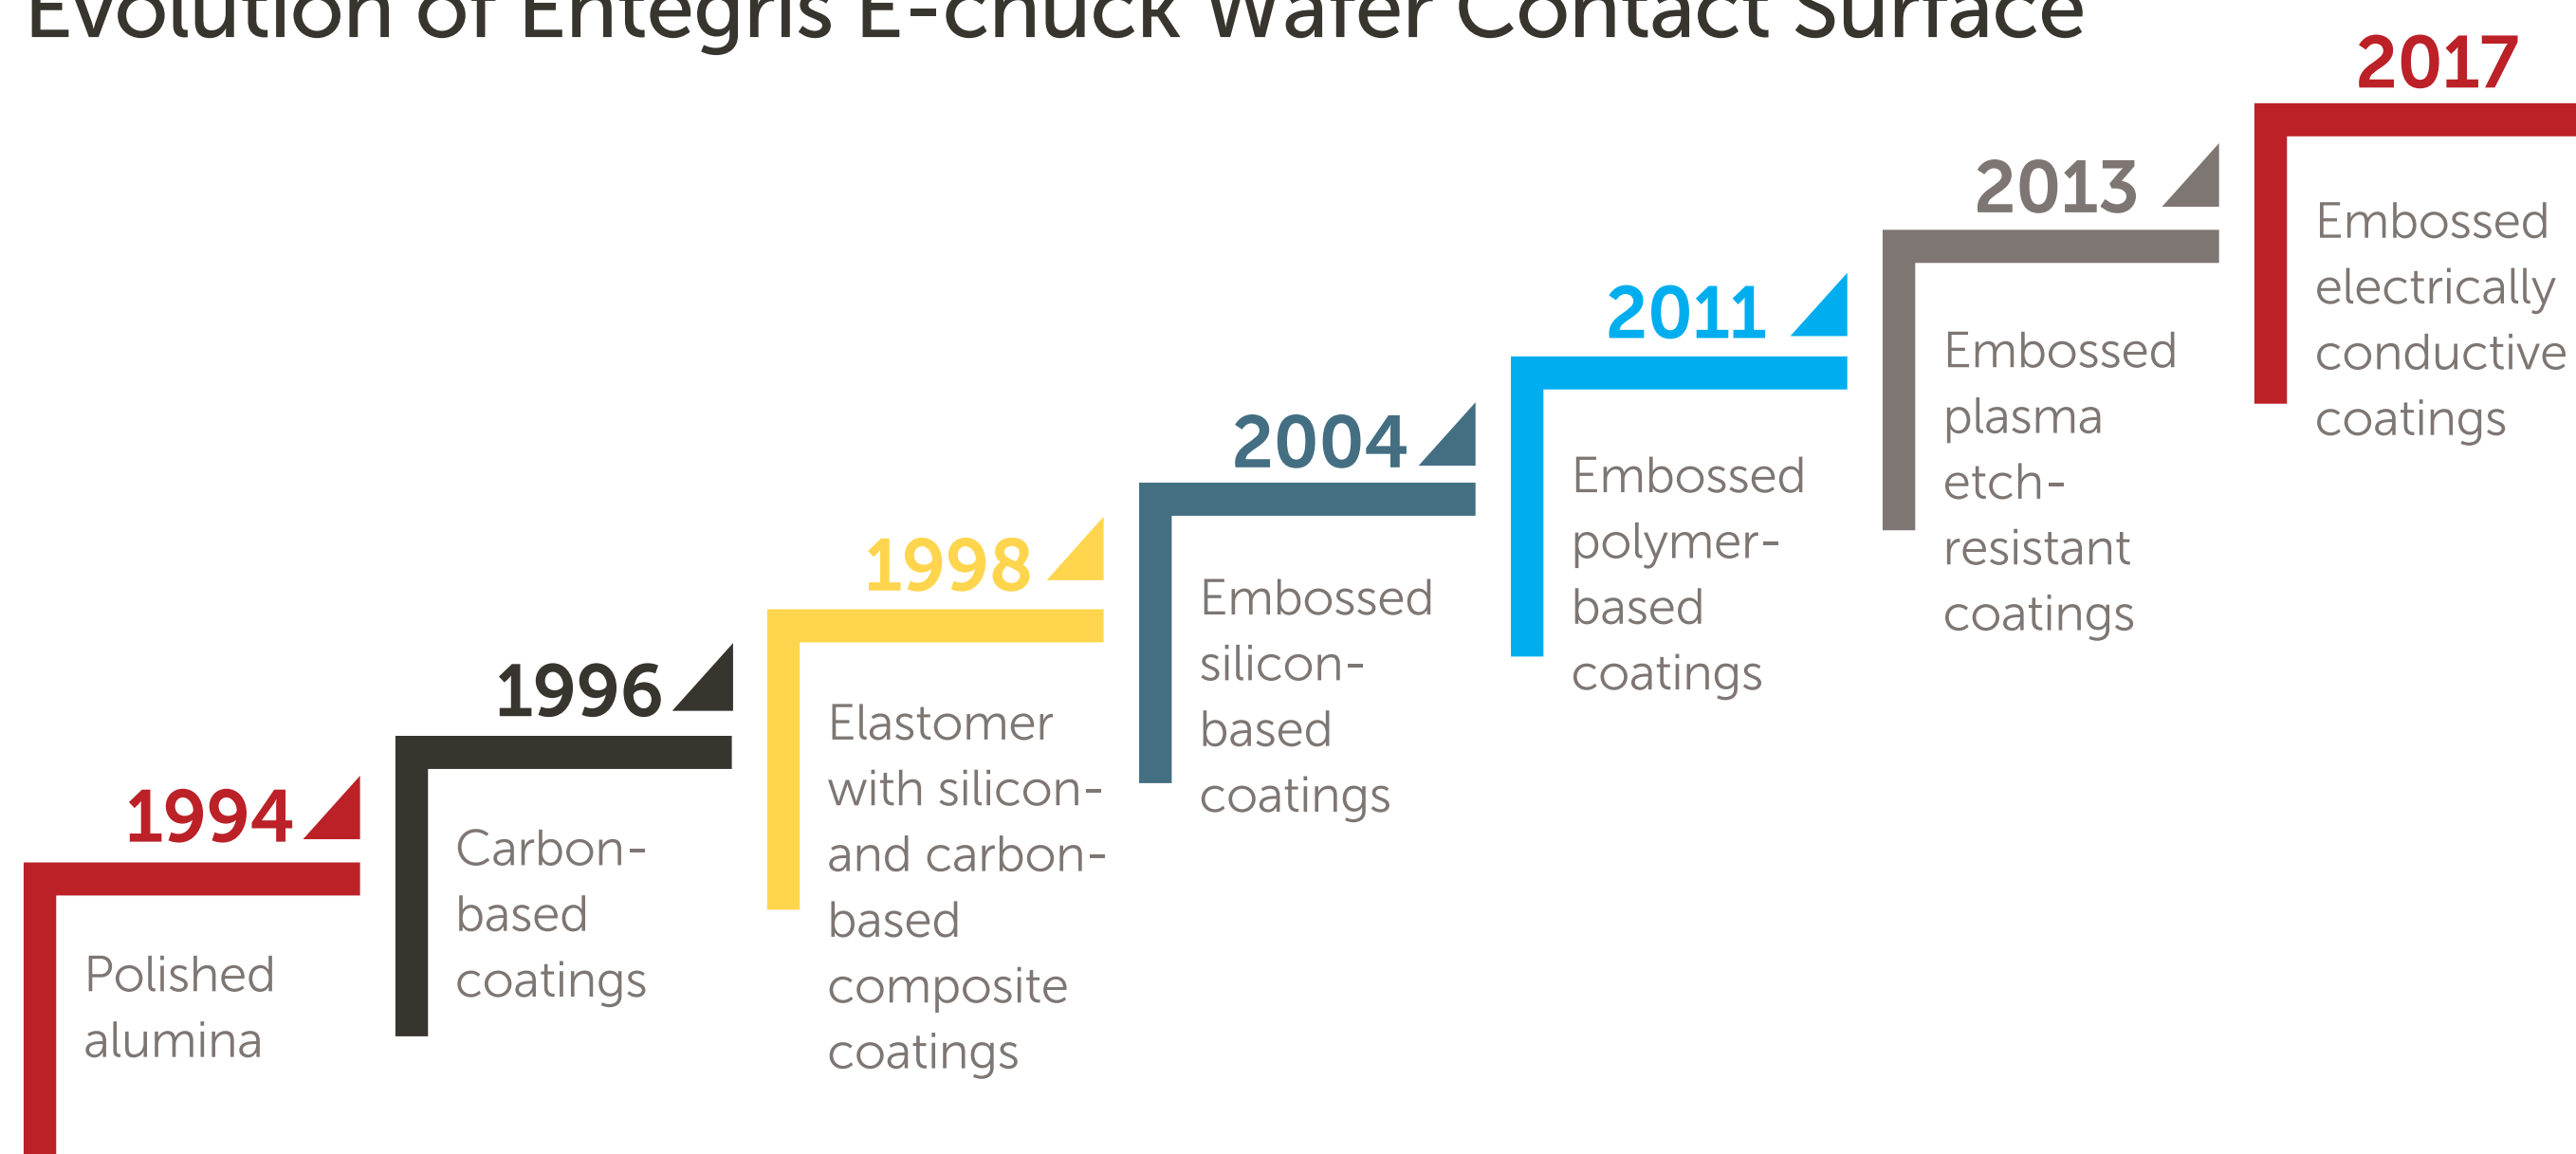 Evolution of Entegris E-chuck Wafer Contact Surface
1994
Polished
alumina
1996
Carbon-
based
coatings
1998
Elastomer
with silicon-
and carbon-
based
composite
coatings
2004
Embossed
silicon-
based
coatings
2011
Embossed
polymer-
based
coatings
2013
Embossed
plasma
etch-
resistant
coatings
2017
Embossed
electrically
conductive
coatings